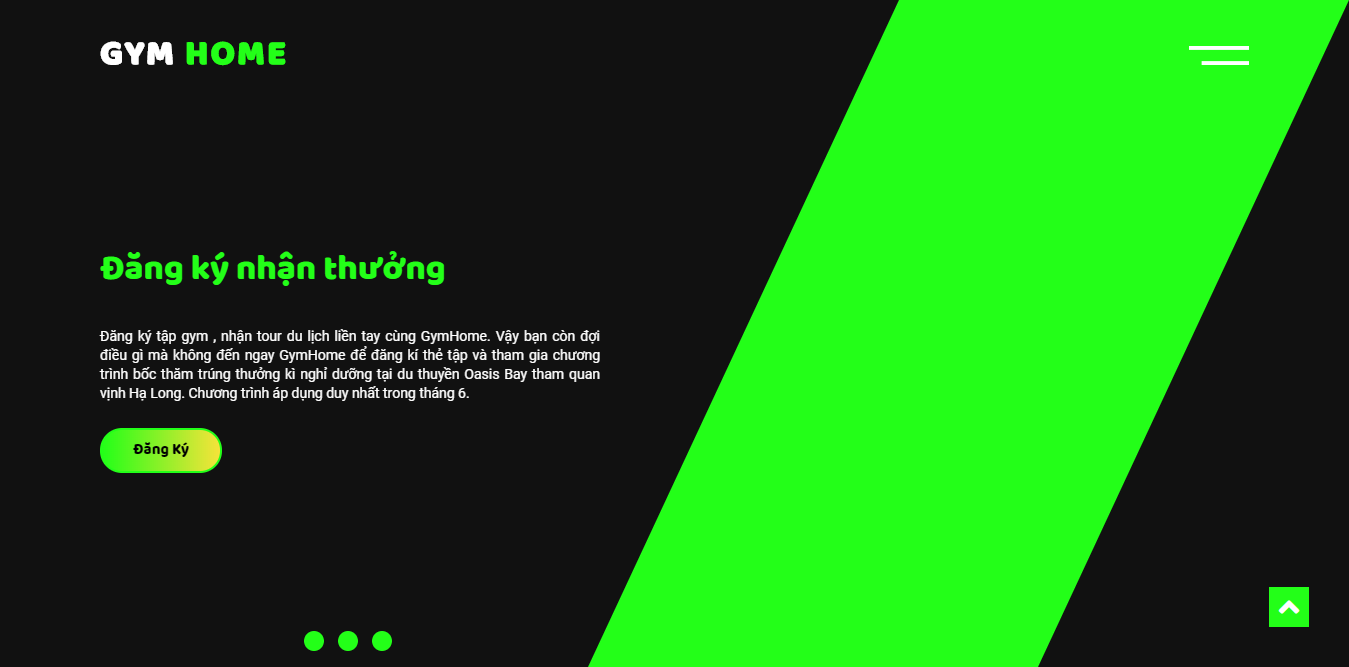 GYM HOME
Đăng ký nhận thưởng
Đăng ký tập gym , nhận tour du lịch liền tay cùng GymHome. Vậy bạn còn đợi
điều gì mà không đến ngay GymHome để đăng kí thẻ tập và tham gia chương
trình bốc thăm trúng thưởng kì nghỉ dưỡng tại du thuyền Oasis Bay tham quan
vịnh Hạ Long. Chương trình áp dụng duy nhất trong tháng 6.
Đăng Ký